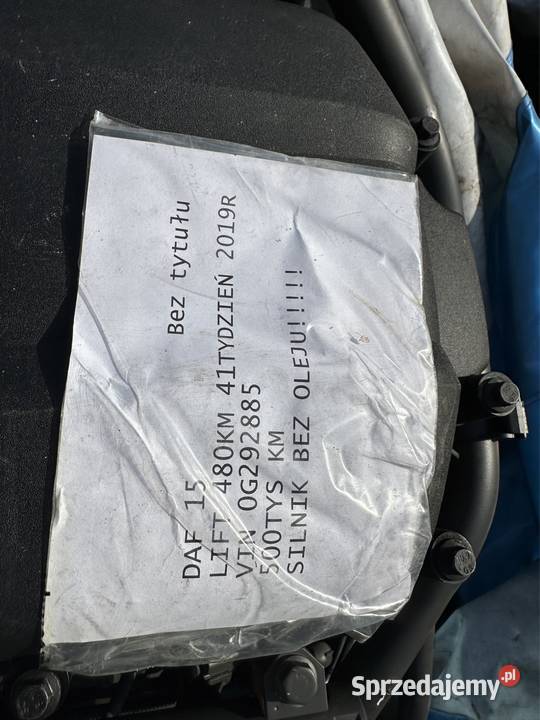 Bez tytułu
DAF 15
LIFT 480KM 41TYDZIEŃ 2019R
VIN 0G292885
500TYS KM
SILNIK BEZ OLEJU!!!!!
Sprzedajemy.pl